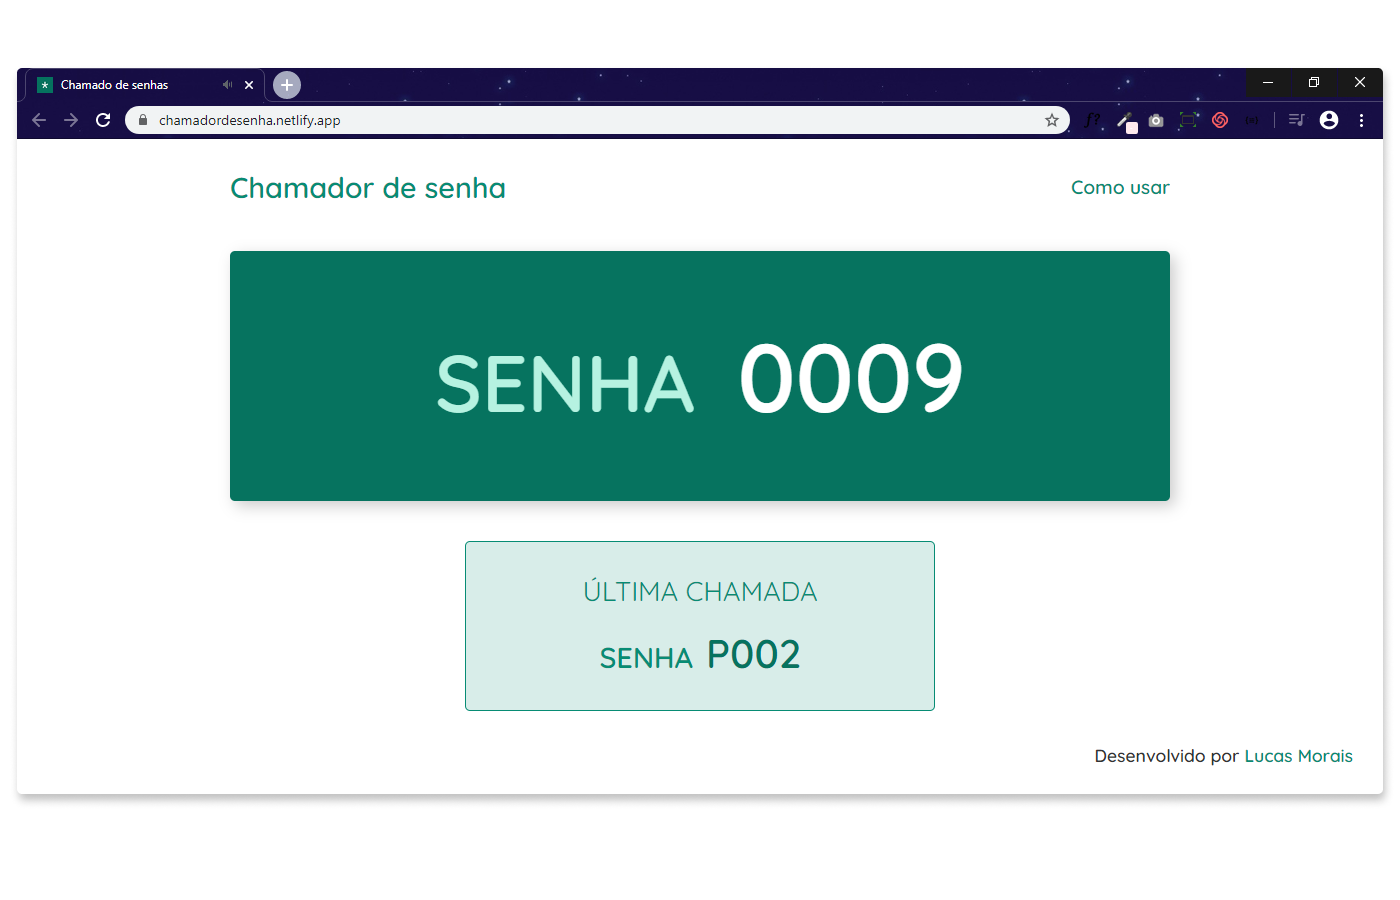 Chamado de senhas
chamadordesenha.netlify.app
Chamador de senha
Como usar
SENHA 0009
ÚLTIMA CHAMADA
SENHA P002
Desenvolvido por Lucas Morais